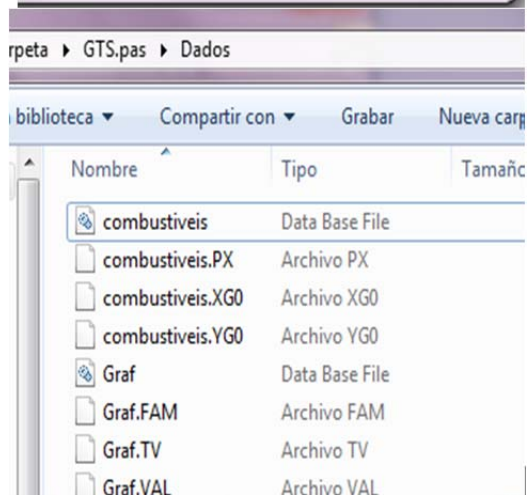 rpeta ▸ GTS.pas ▸ Dados
biblioteca ▾ Compartir con ▾ Grabar Nueva carp
Nombre Tipo Tamañc
combustiveis Data Base File
combustiveis.PX Archivo PX
combustiveis.XG0 Archivo XG0
combustiveis.YG0 Archivo YG0
Graf Data Base File
Graf.FAM Archivo FAM
Graf.TV Archivo TV
Graf.VAL Archivo VAL